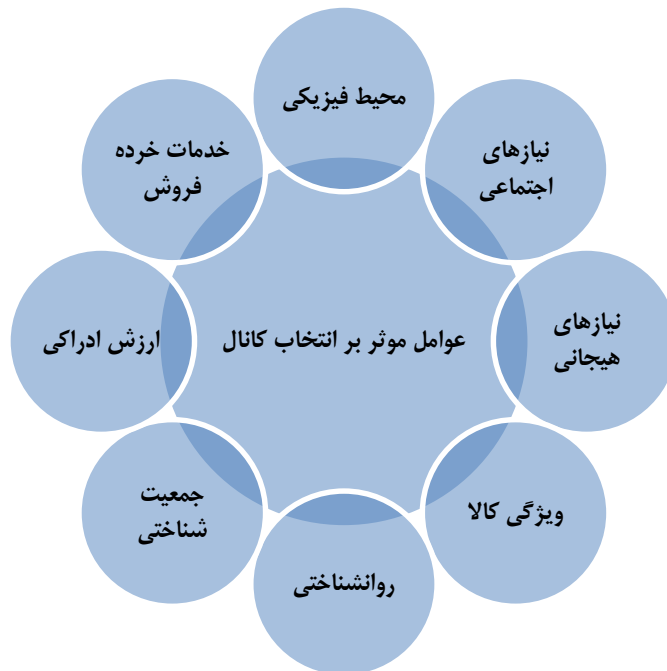 محیط فیزیکی
نیازهای
اجتماعی
نیازهای
هیجانی
ویژگی کالا
روانشناختی
جمعیت
شناختی
ارزش ادراکی
خدمات خرده
فروش
عوامل موثر بر انتخاب کانال